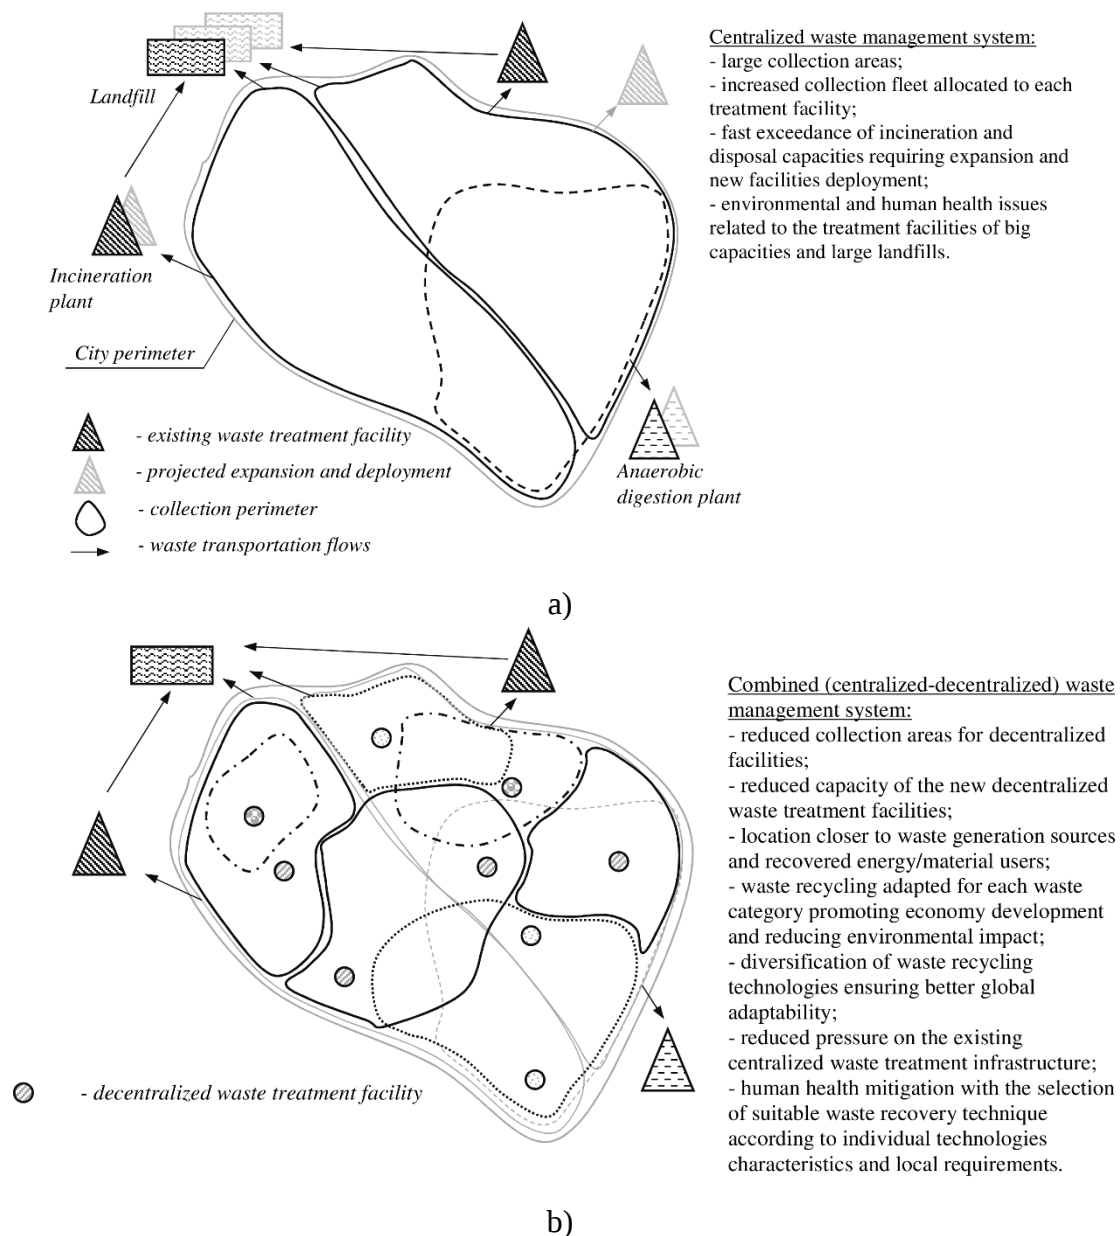 Landfill
Incineration
plant
City perimeter
- existing waste treatment facility
- projected expansion and deployment
- collection perimeter
- waste transportation flows
Anaerobic
digestion plant
Centralized waste management system:
- large collection areas;
- increased collection fleet allocated to each
treatment facility;
- fast exceedance of incineration and
disposal capacities requiring expansion and
new facilities deployment;
- environmental and human health issues
related to the treatment facilities of big
capacities and large landfills.
a)
- decentralized waste treatment facility
Combined (centralized-decentralized) waste
management system:
- reduced collection areas for decentralized
facilities;
- reduced capacity of the new decentralized
waste treatment facilities;
- location closer to waste generation sources
and recovered energy/material users;
- waste recycling adapted for each waste
category promoting economy development
and reducing environmental impact;
- diversification of waste recycling
technologies ensuring better global
adaptability;
- reduced pressure on the existing
centralized waste treatment infrastructure;
- human health mitigation with the selection
of suitable waste recovery technique
according to individual technologies
characteristics and local requirements.
b)